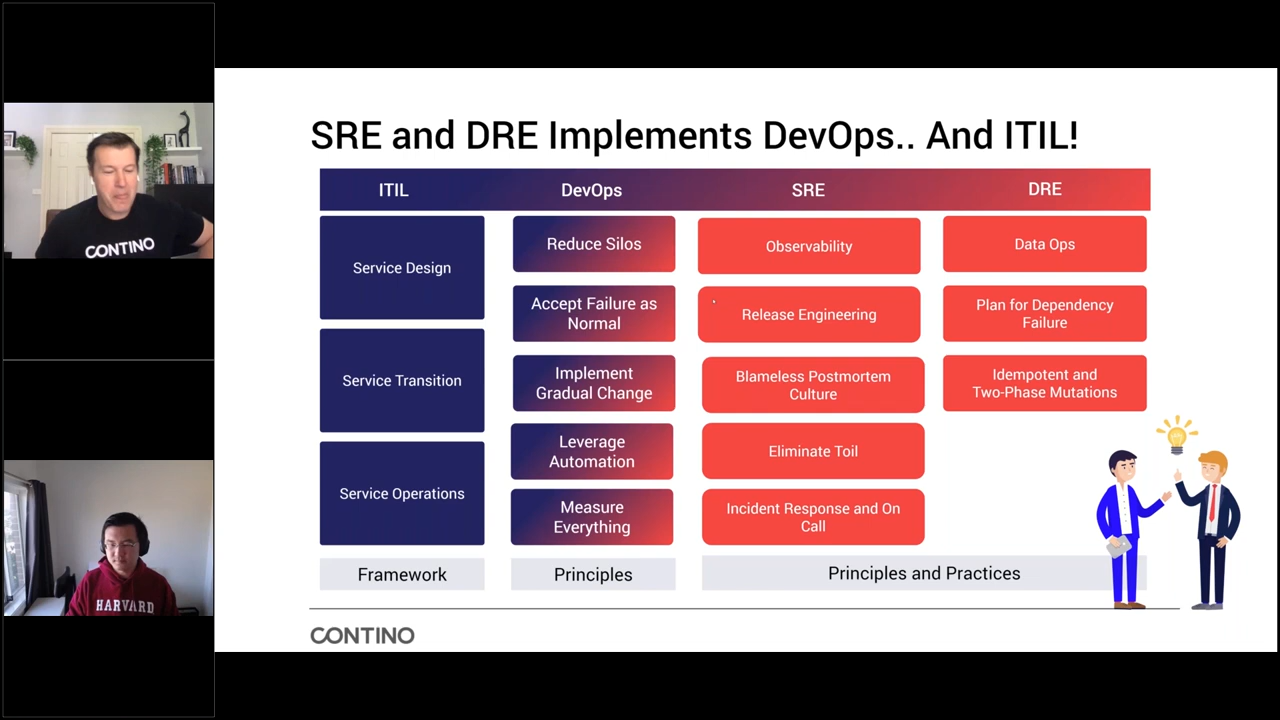 CONTINO
HARVARD
SRE and DRE Implements DevOps.. And ITIL!
ITIL
DevOps
SRE
DRE
Service Design
Service Transition
Service Operations
Reduce Silos
Accept Failure as
Normal
Implement
Gradual Change
Leverage
Automation
Measure
Everything
Observability
Release Engineering
Blameless Postmortem
Culture
Eliminate Toil
Incident Response and On
Call
Data Ops
Plan for Dependency
Failure
Idempotent and
Two-Phase Mutations
Framework
Principles
Principles and Practices
CONTINO